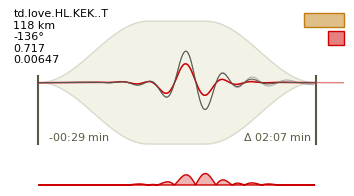 td.love.HL.KEK..T
118 km
-136°
0.717
0.00647
-00:29 min
Δ 02:07 min